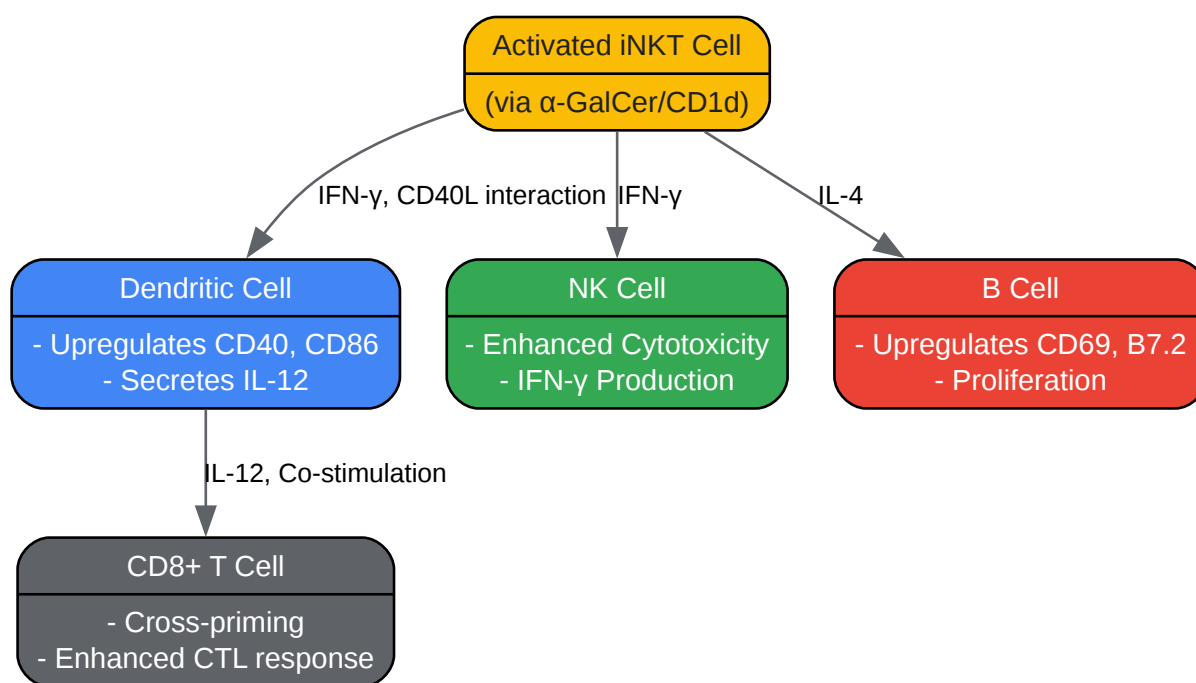 Activated iNKT Cell
(via α-GalCer/CD1d)
IFN-γ, CD40L interaction
IFN-γ
IL-4
Dendritic Cell
- Upregulates CD40, CD86
- Secretes IL-12
NK Cell
- Enhanced Cytotoxicity
- IFN-γ Production
B Cell
- Upregulates CD69, B7.2
- Proliferation
IL-12, Co-stimulation
CD8+ T Cell
- Cross-priming
- Enhanced CTL response